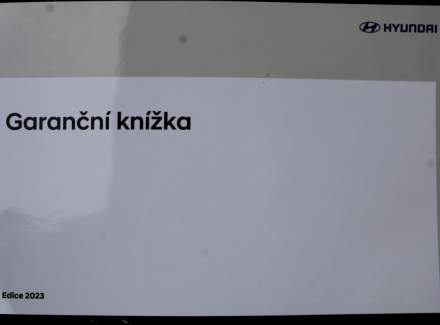 HYUNDAI
Garanční knížka
Edice 2023